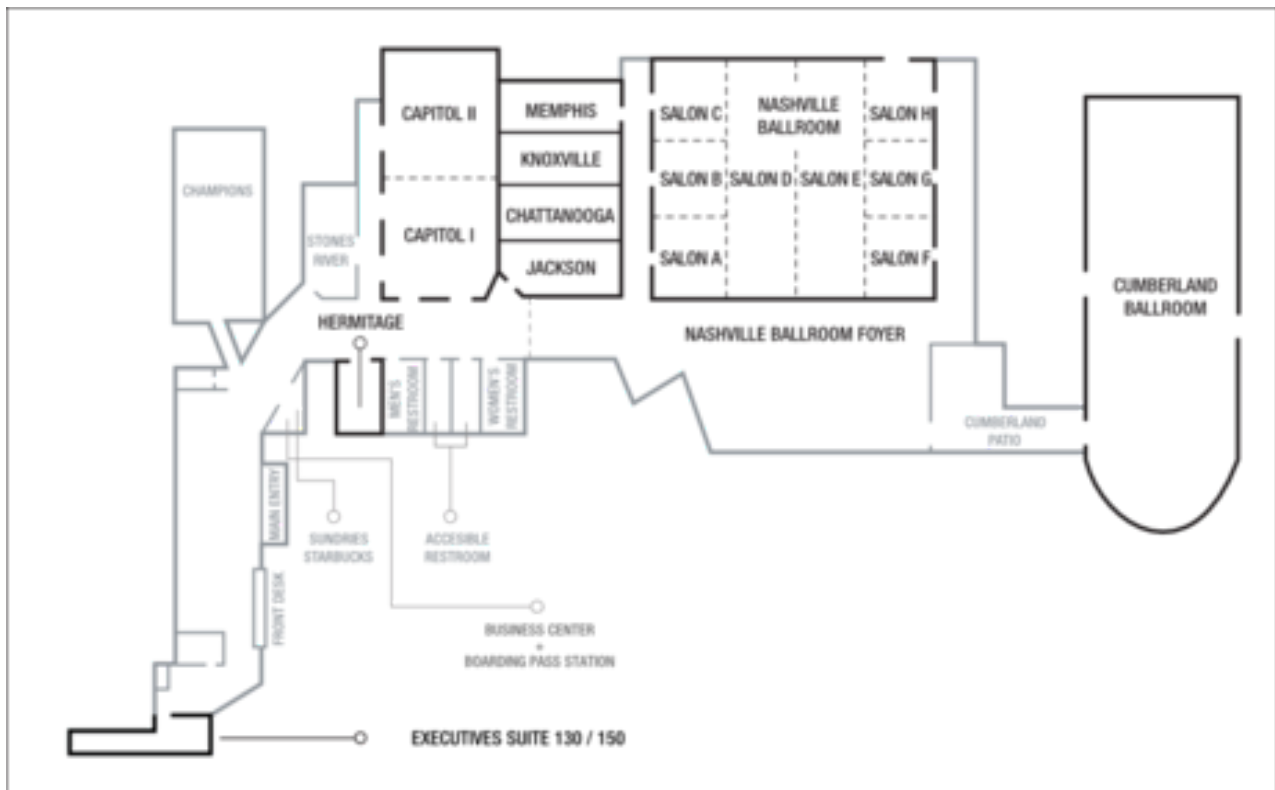 CAPITOL II
MEMPHIS
SALON C
NASHVILLE
BALLROOM
SALON H
KNOXVILLE
CHAMPIONS
SALON B
SALON D
SALON E
SALON G
CHATTANOOGA
CAPITOL I
STONES
RIVER
JACKSON
SALON A
SALON F
CUMBERLAND
BALLROOM
HERMITAGE
NASHVILLE BALLROOM FOYER
MEN'S
RESTROOM
WOMEN'S
RESTROOM
CUMBERLAND
PATIO
MAIN ENTRY
SUNDRIES
STARBUCKS
ACCESIBLE
RESTROOM
FRONT DESK
BUSINESS CENTER
+
BOARDING PASS STATION
EXECUTIVES SUITE 130 / 150